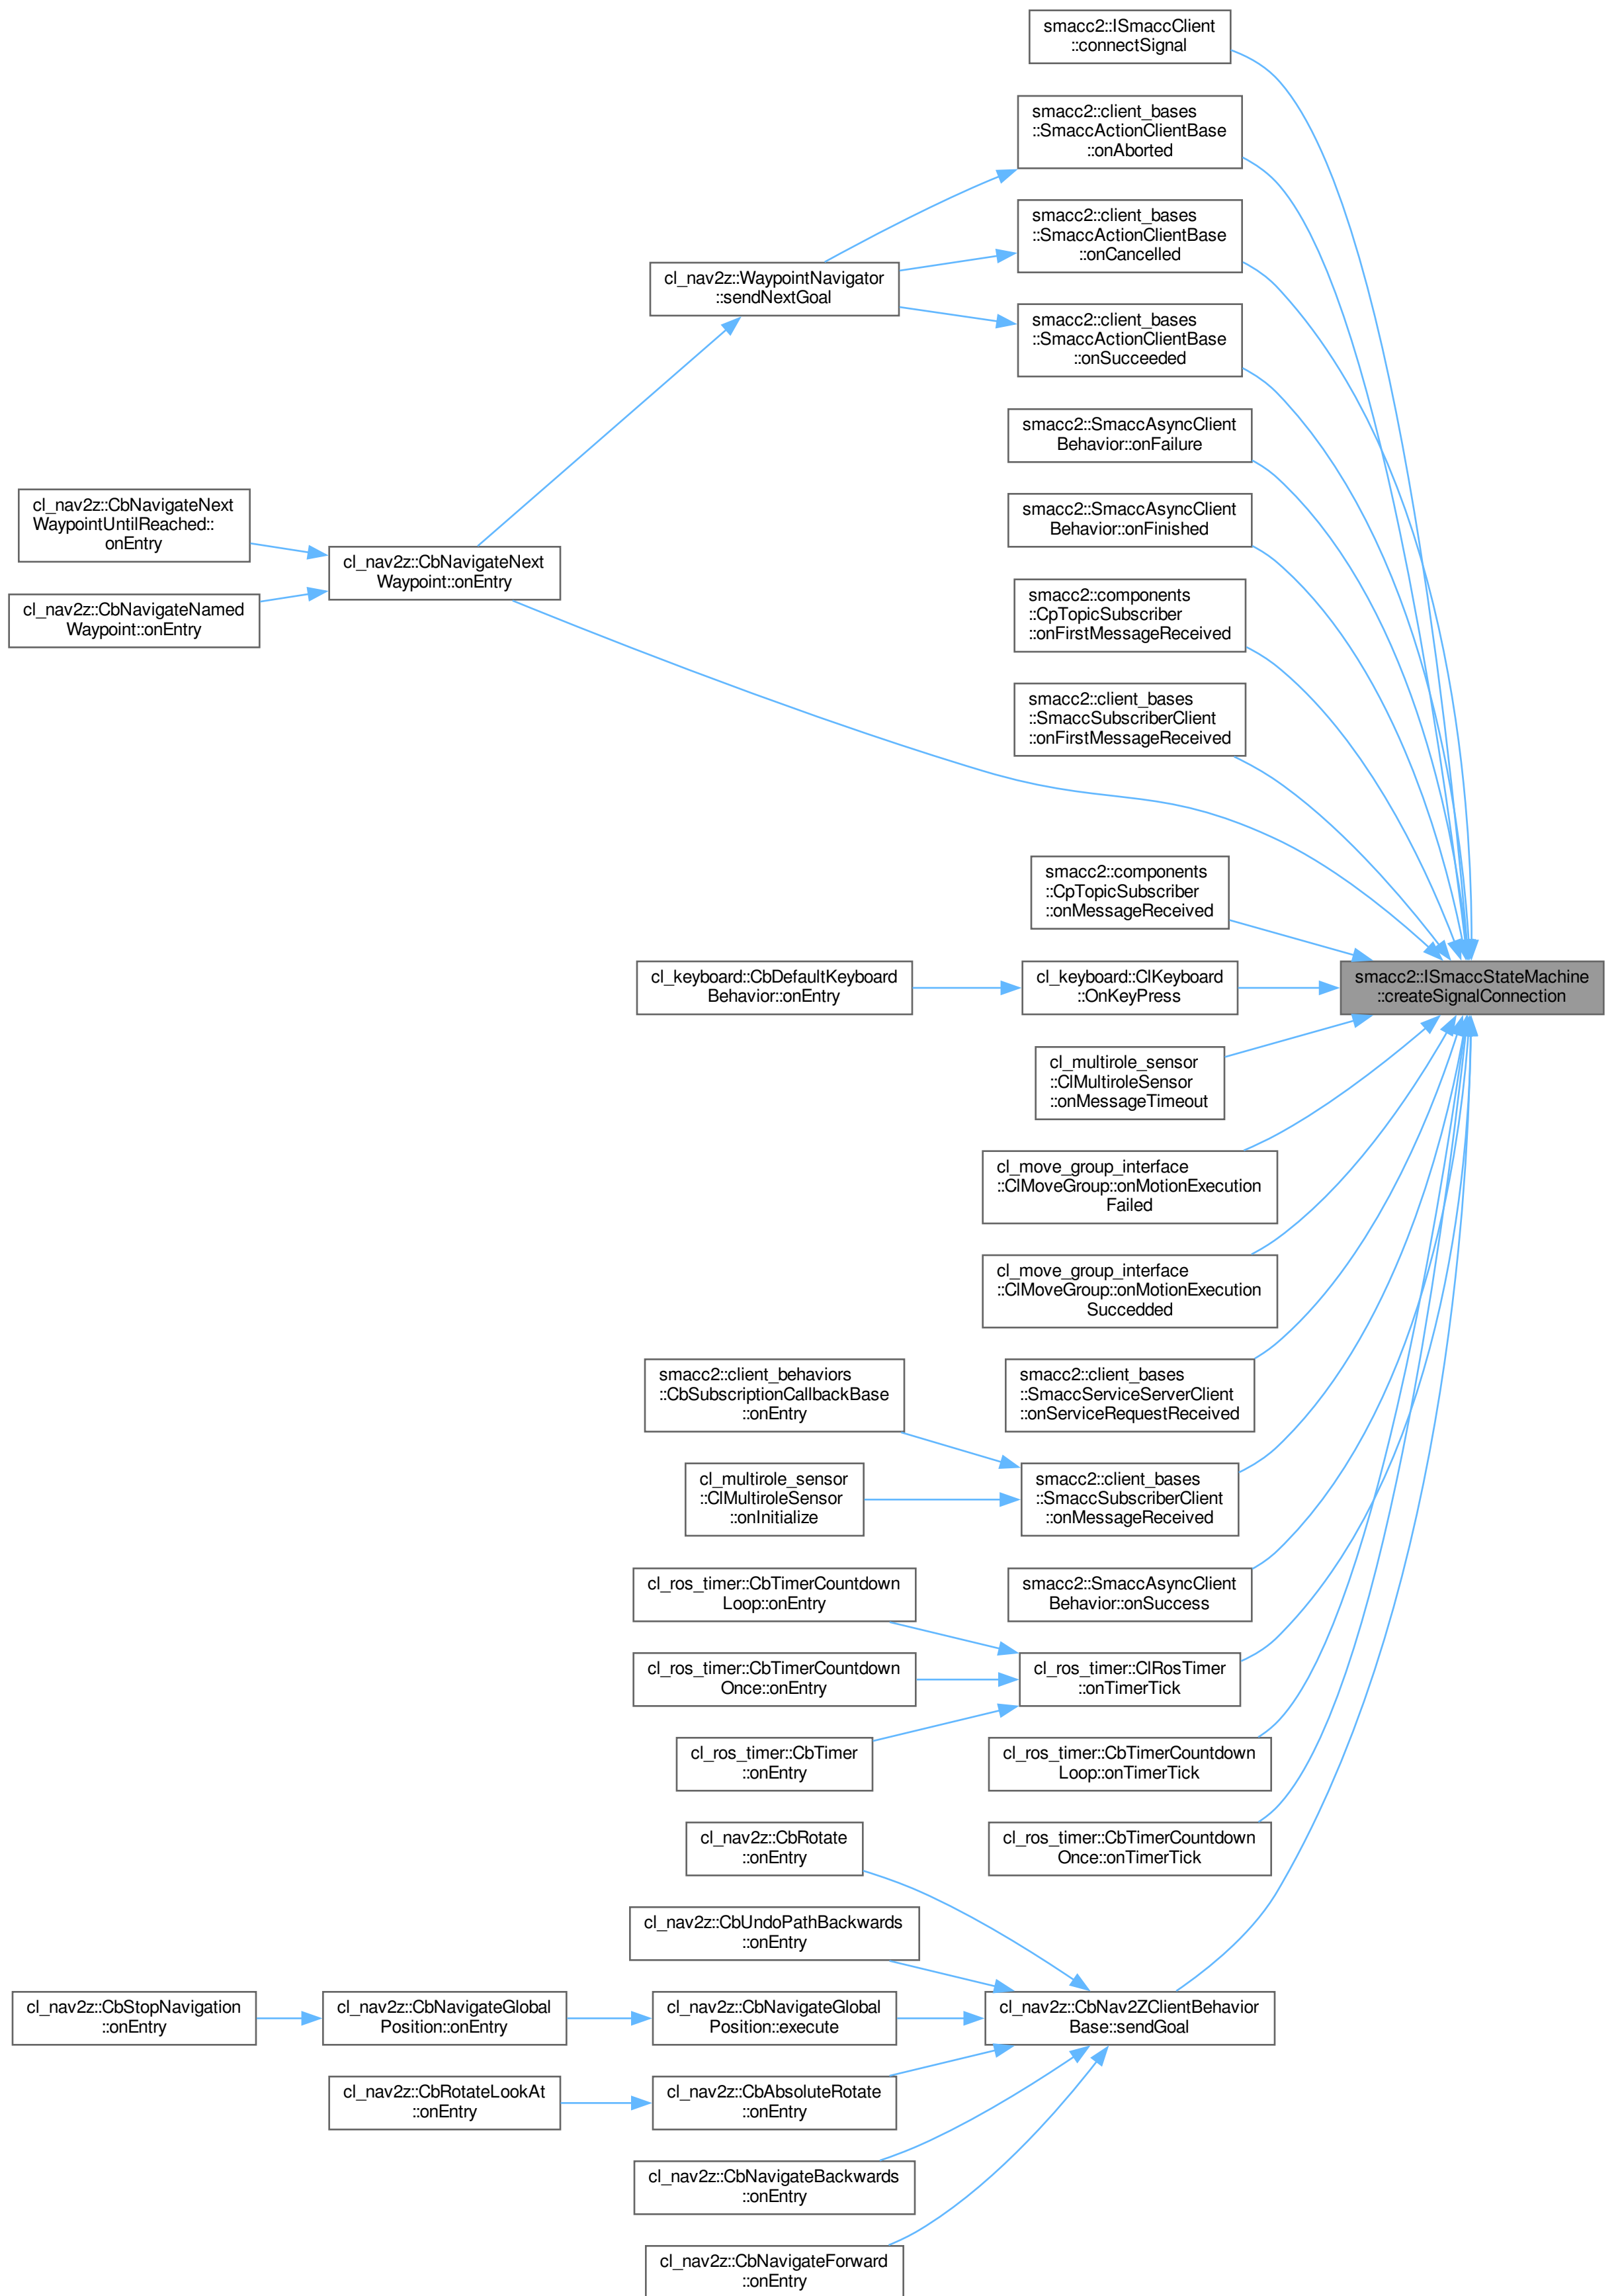 smacc2::ISmaccClient
::connectSignal
smacc2::client_bases
::SmaccActionClientBase
::onAborted
smacc2::client_bases
::SmaccActionClientBase
::onCancelled
cl_nav2z::WaypointNavigator
::sendNextGoal
smacc2::client_bases
::SmaccActionClientBase
::onSucceeded
smacc2::SmaccAsyncClient
Behavior::onFailure
cl_nav2z::CbNavigateNext
WaypointUntilReached::
onEntry
smacc2::SmaccAsyncClient
Behavior::onFinished
cl_nav2z::CbNavigateNext
Waypoint::onEntry
cl_nav2z::CbNavigateNamed
Waypoint::onEntry
smacc2::components
::CpTopicSubscriber
::onFirstMessageReceived
smacc2::client_bases
::SmaccSubscriberClient
::onFirstMessageReceived
smacc2::components
::CpTopicSubscriber
::onMessageReceived
cl_keyboard::CbDefaultKeyboard
Behavior::onEntry
cl_keyboard::ClKeyboard
::OnKeyPress
smacc2::ISmaccStateMachine
::createSignalConnection
cl_multirole_sensor
::ClMultiroleSensor
::onMessageTimeout
cl_move_group_interface
::ClMoveGroup::onMotionExecution
Failed
cl_move_group_interface
::ClMoveGroup::onMotionExecution
Succedded
smacc2::client_behaviors
::CbSubscriptionCallbackBase
::onEntry
smacc2::client_bases
::SmaccServiceServerClient
::onServiceRequestReceived
cl_multirole_sensor
::ClMultiroleSensor
::onInitialize
smacc2::client_bases
::SmaccSubscriberClient
::onMessageReceived
cl_ros_timer::CbTimerCountdown
Loop::onEntry
smacc2::SmaccAsyncClient
Behavior::onSuccess
cl_ros_timer::CbTimerCountdown
Once::onEntry
cl_ros_timer::ClRosTimer
::onTimerTick
cl_ros_timer::CbTimer
::onEntry
cl_ros_timer::CbTimerCountdown
Loop::onTimerTick
cl_nav2z::CbRotate
::onEntry
cl_ros_timer::CbTimerCountdown
Once::onTimerTick
cl_nav2z::CbUndoPathBackwards
::onEntry
cl_nav2z::CbStopNavigation
::onEntry
cl_nav2z::CbNavigateGlobal
Position::onEntry
cl_nav2z::CbNavigateGlobal
Position::execute
cl_nav2z::CbNav2ZClientBehavior
Base::sendGoal
cl_nav2z::CbRotateLookAt
::onEntry
cl_nav2z::CbAbsoluteRotate
::onEntry
cl_nav2z::CbNavigateBackwards
::onEntry
cl_nav2z::CbNavigateForward
::onEntry